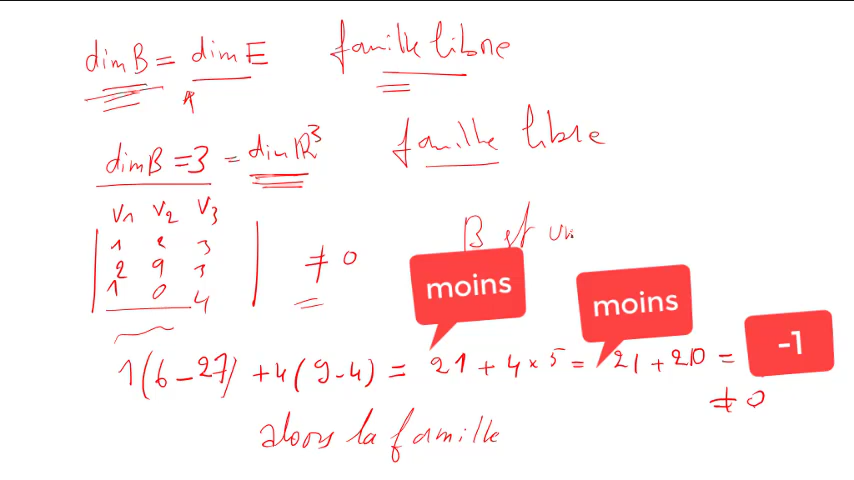 dim B = dim E famille libre
dim B = 3 = dim ℝ³ famille libre
v1 v2 v3
1 2 3
2 9 3 ≠ 0 B est un
1 0 4
moins moins
1(6-27) +4(9-4) = 21 + 4×5 = 21 + 20 = -1
≠ 0
alors la famille